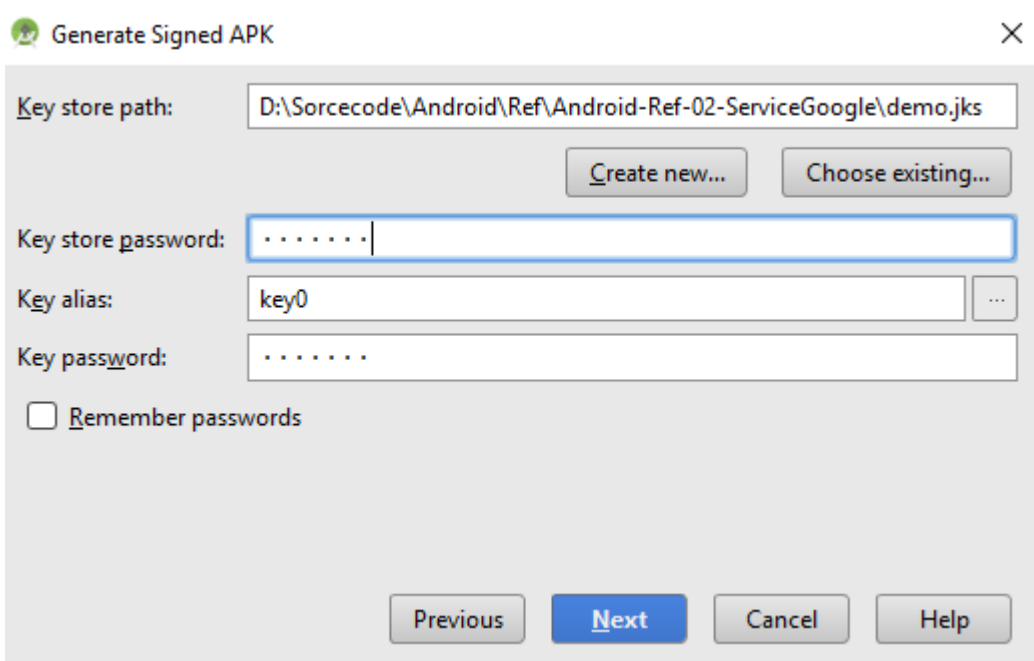 Generate Signed APK
Key store path: D:\Sorcecode\Android\Ref\Android-Ref-02-ServiceGoogle\demo.jks
Create new... Choose existing...
Key store password: ·······
Key alias: key0 ...
Key password: ·······
Remember passwords
Previous Next Cancel Help